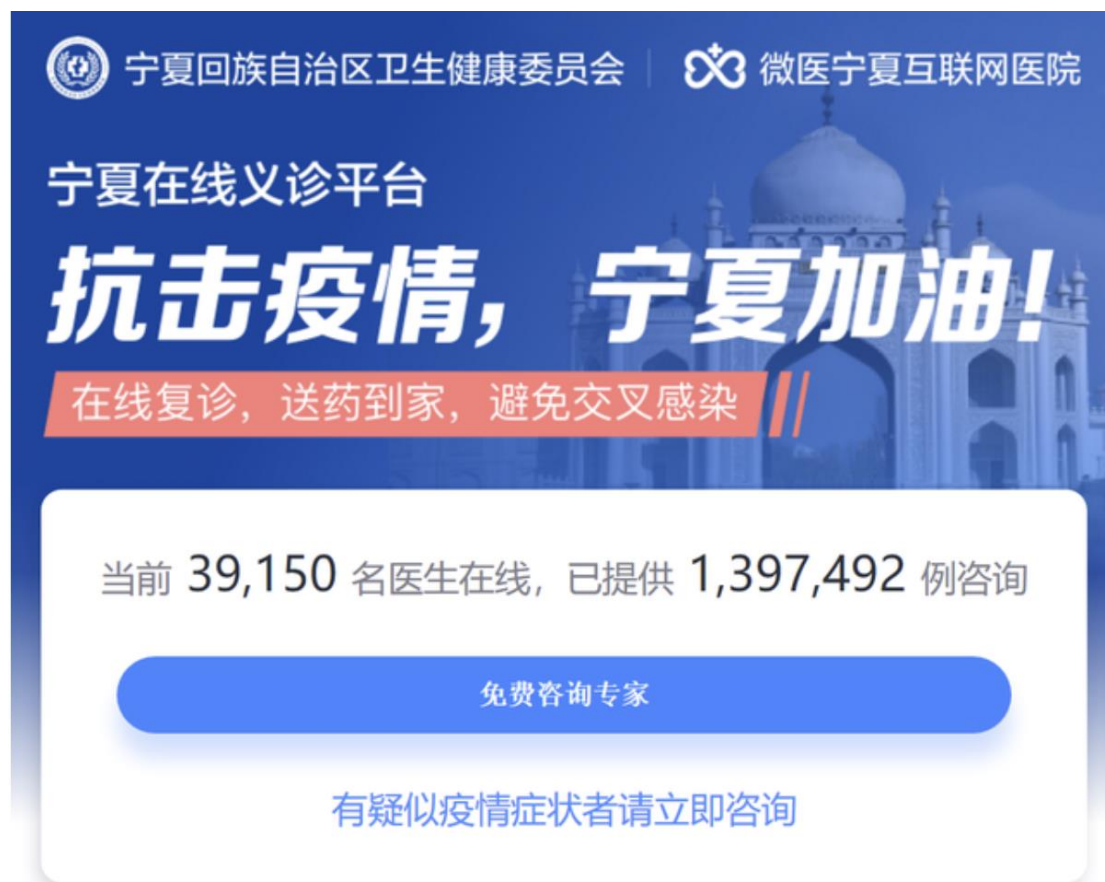 宁夏回族自治区卫生健康委员会 | 微医宁夏互联网医院
宁夏在线义诊平台
抗击疫情，宁夏加油!
在线复诊，送药到家，避免交叉感染
当前 39,150 名医生在线，已提供 1,397,492 例咨询
免费咨询专家
有疑似疫情症状者请立即咨询